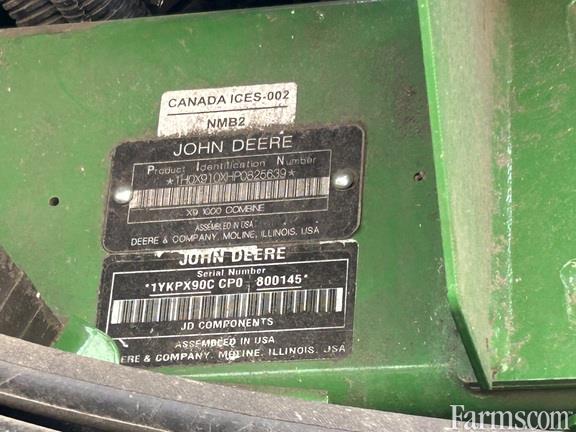 CANADA ICES-002
NMB2
JOHN DEERE
Product Identification Number
*1H0X910XHP0825639*
X9 1000 COMBINE
ASSEMBLED IN USA
DEERE & COMPANY, MOLINE, ILLINOIS, USA
JOHN DEERE
Serial Number
*1YKPX90C CP0 800145*
JD COMPONENTS
ASSEMBLED IN USA
DEERE & COMPANY, MOLINE, ILLINOIS, USA
Farms.com